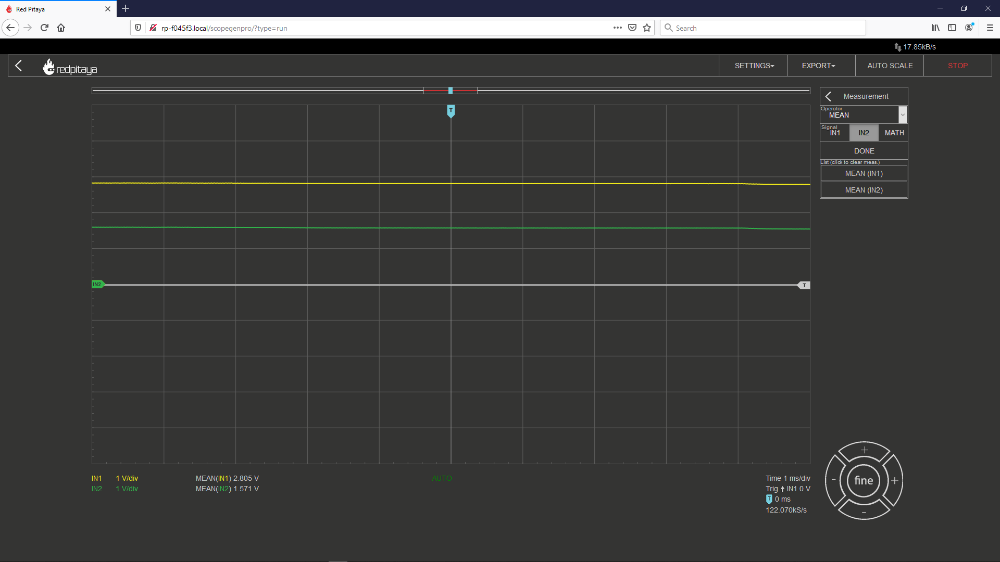 Red Pitaya
rp-f045f3.local/scopegenpro/?type=run
Search
17.85kB/s
redpitaya
SETTINGS
EXPORT
AUTO SCALE
STOP
Measurement
Operator
MEAN
Signal
IN1 IN2 MATH
DONE
List (click to clear meas.)
MEAN (IN1)
MEAN (IN2)
T
IN2
T
IN1 1 V/div MEAN(IN1) 2.805 V
IN2 1 V/div MEAN(IN2) 1.571 V
AUTO
Time 1 ms/div
Trig IN1 0 V
T 0 ms
122.070kS/s
+
- fine +
-